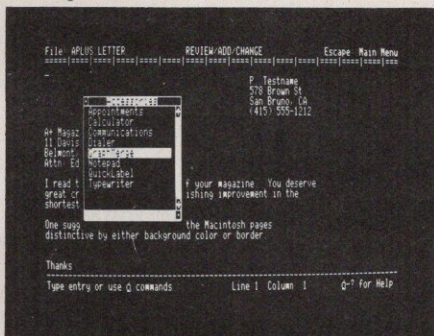 File: APLUS LETTER REVIEW/ADD/CHANGE Escape: Main Menu
=====|====|====|====|====|====|====|====|====|====|====|====|====|====|====|===
P. Testname
578 Brown St
San Bruno, CA
(415) 555-1212
Accessories
Appointments
Calculator
A+ Magaz Communications
11 Davis Dialer
Belmont, GraphMerge
Attn: Ed Notepad
QuickLabel
I read t Typewriter f your magazine. You deserve
great cr ishing improvement in the
shortest
One sugg the Macintosh pages
distinctive by either background color or border.
Thanks
Type entry or use commands Line 1 Column 1 -? for Help